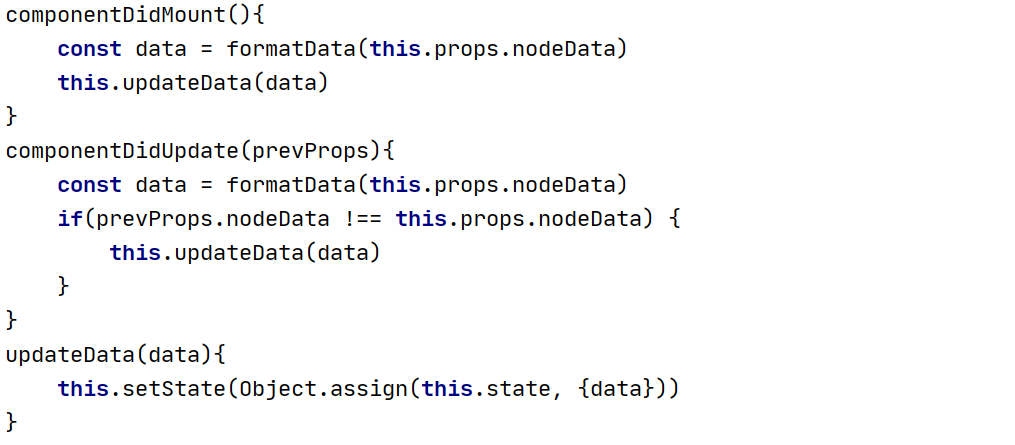 componentDidMount(){
    const data = formatData(this.props.nodeData)
    this.updateData(data)
}
componentDidUpdate(prevProps){
    const data = formatData(this.props.nodeData)
    if(prevProps.nodeData !== this.props.nodeData) {
        this.updateData(data)
    }
}
updateData(data){
    this.setState(Object.assign(this.state, {data}))
}